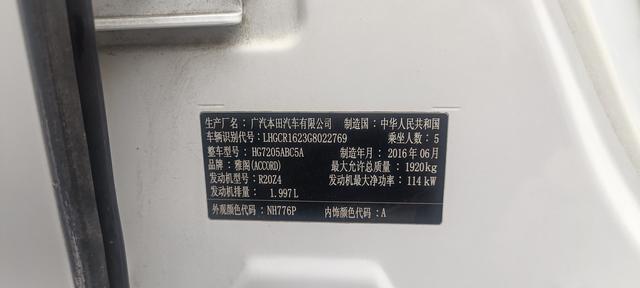 生产厂名：广汽本田汽车有限公司 制造国：中华人民共和国
车辆识别代号：LHGCR1623G8022769 乘坐人数：5
整车型号：HG7205ABC5A 制造年月：2016年06月
品牌：雅阁(ACCORD) 最大允许总质量：1920kg
发动机型号：R20Z4 发动机最大净功率：114kW
发动机排量：1.997L
外观颜色代码：NH776P 内饰颜色代码：A